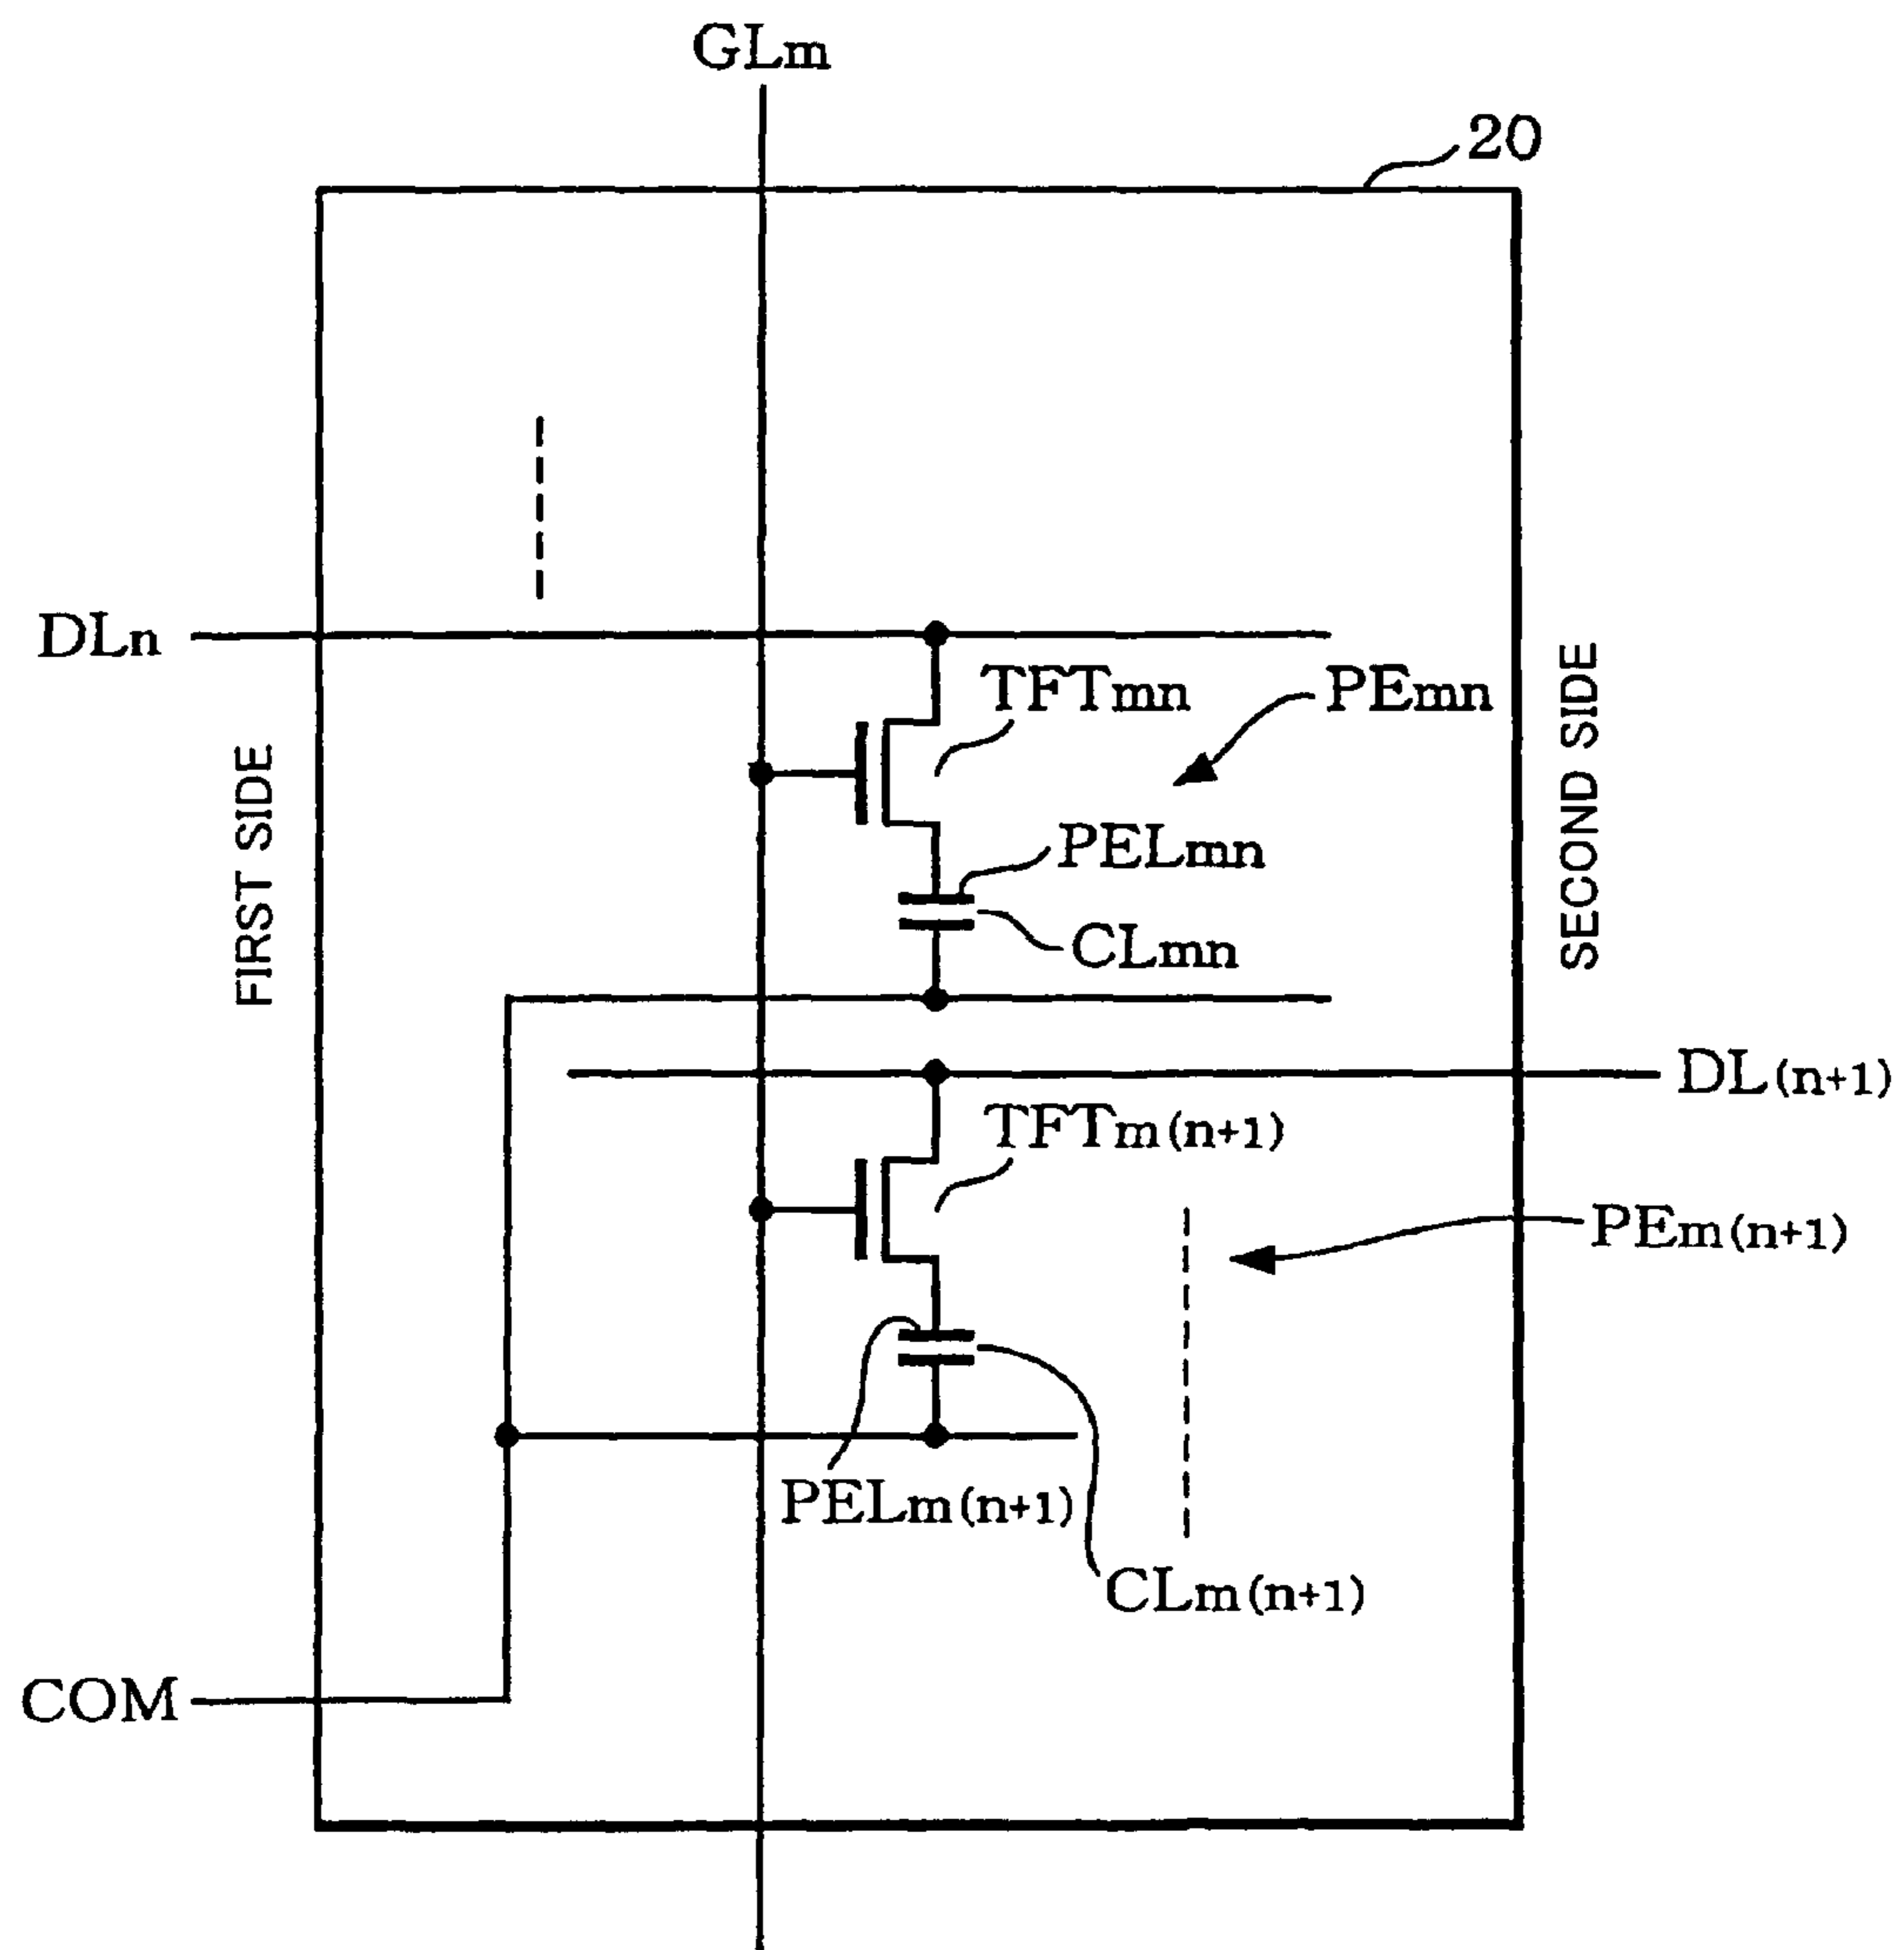 GLm
20
DLn
TFTmn
PEmn
FIRST SIDE
SECOND SIDE
PELmn
CLmn
DL(n+1)
TFTm(n+1)
PEm(n+1)
PELm(n+1)
CLm(n+1)
COM